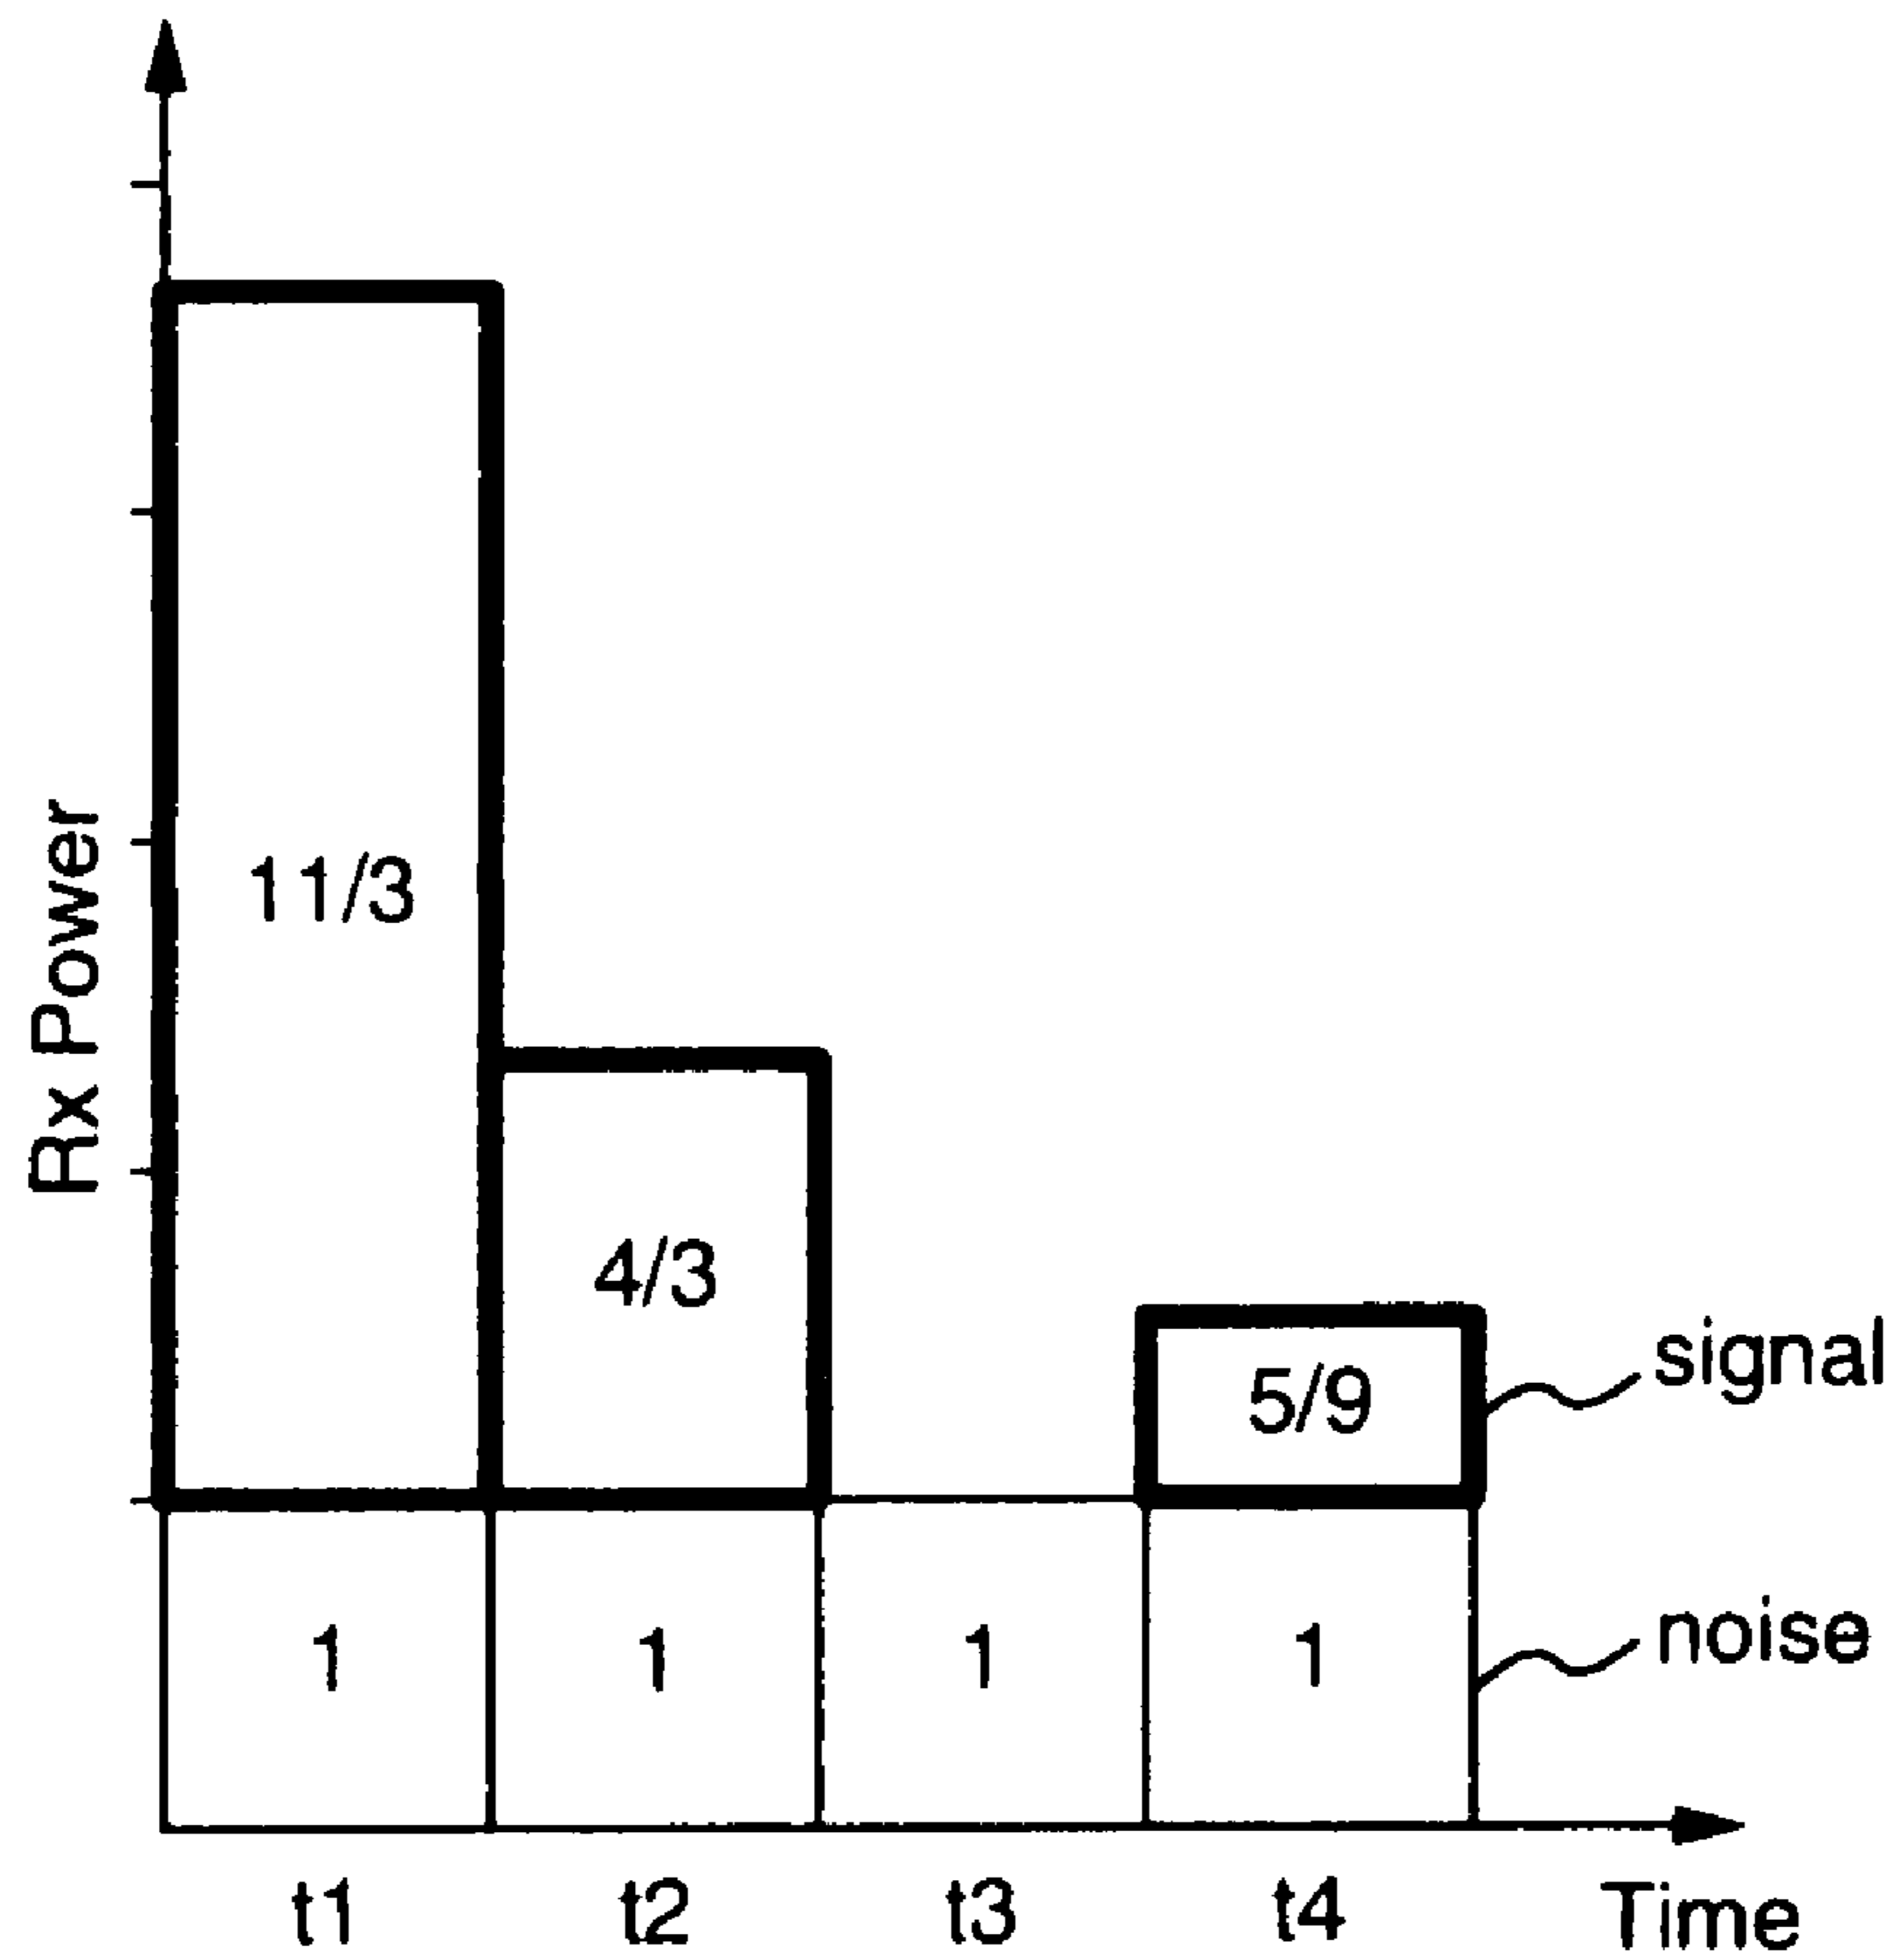 Rx Power
11/3
4/3
5/9
signal
1
1
1
1
noise
t1
t2
t3
t4
Time